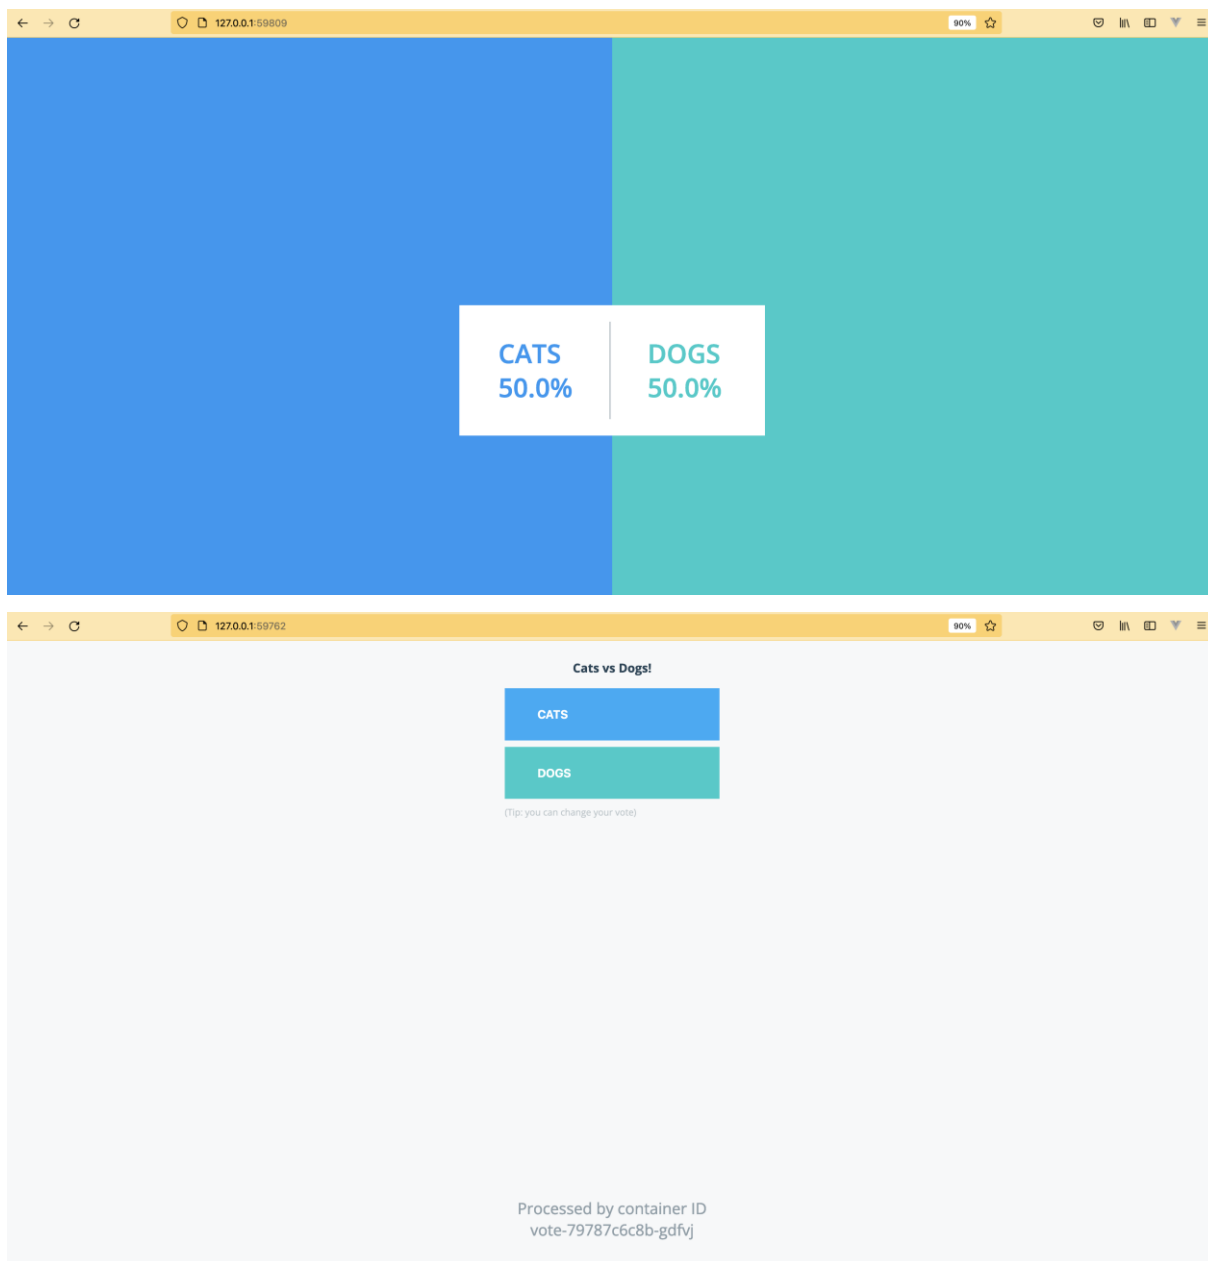 127.0.0.1:59809
90%
CATS
DOGS
50.0%
50.0%
127.0.0.1:59762
90%
Cats vs Dogs!
CATS
DOGS
(Tip: you can change your vote)
Processed by container ID
vote-79787c6c8b-gdfvj